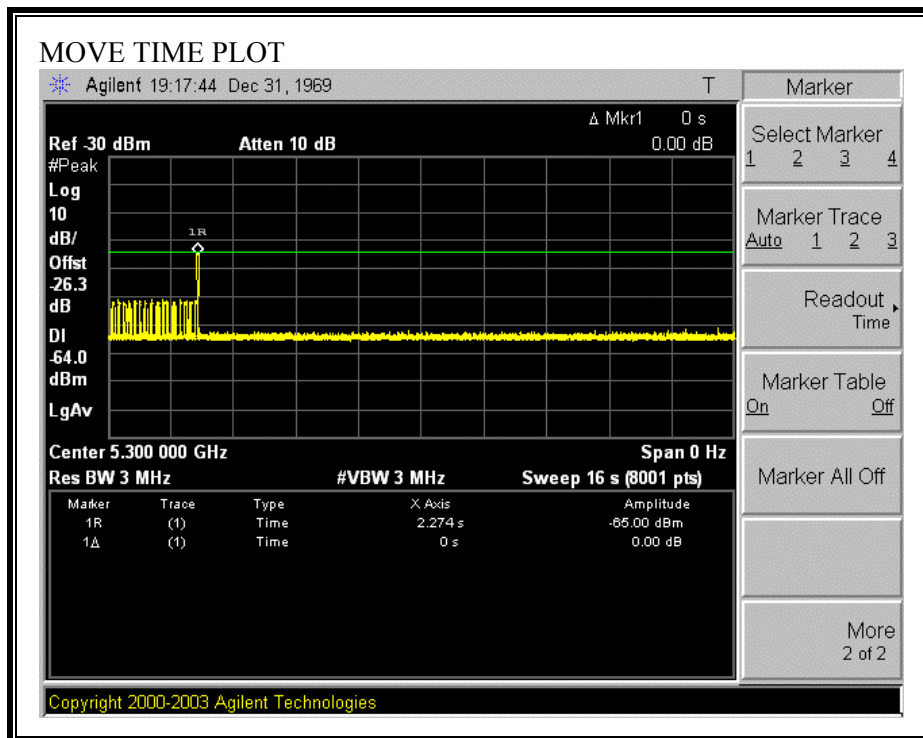 MOVE TIME PLOT
Agilent 19:17:44 Dec 31, 1969 T
Δ Mkr1 0 s
Ref -30 dBm Atten 10 dB 0.00 dB
#Peak
Log
10
dB/
Offst
-26.3
dB
DI
-64.0
dBm
LgAv
1R
Center 5.300 000 GHz Span 0 Hz
Res BW 3 MHz #VBW 3 MHz Sweep 16 s (8001 pts)
Marker Trace Type X Axis Amplitude
1R (1) Time 2.274 s -65.00 dBm
1Δ (1) Time 0 s 0.00 dB
Copyright 2000-2003 Agilent Technologies
Marker
Select Marker
1 2 3 4
Marker Trace
Auto 1 2 3
Readout
Time
Marker Table
On Off
Marker All Off
More
2 of 2